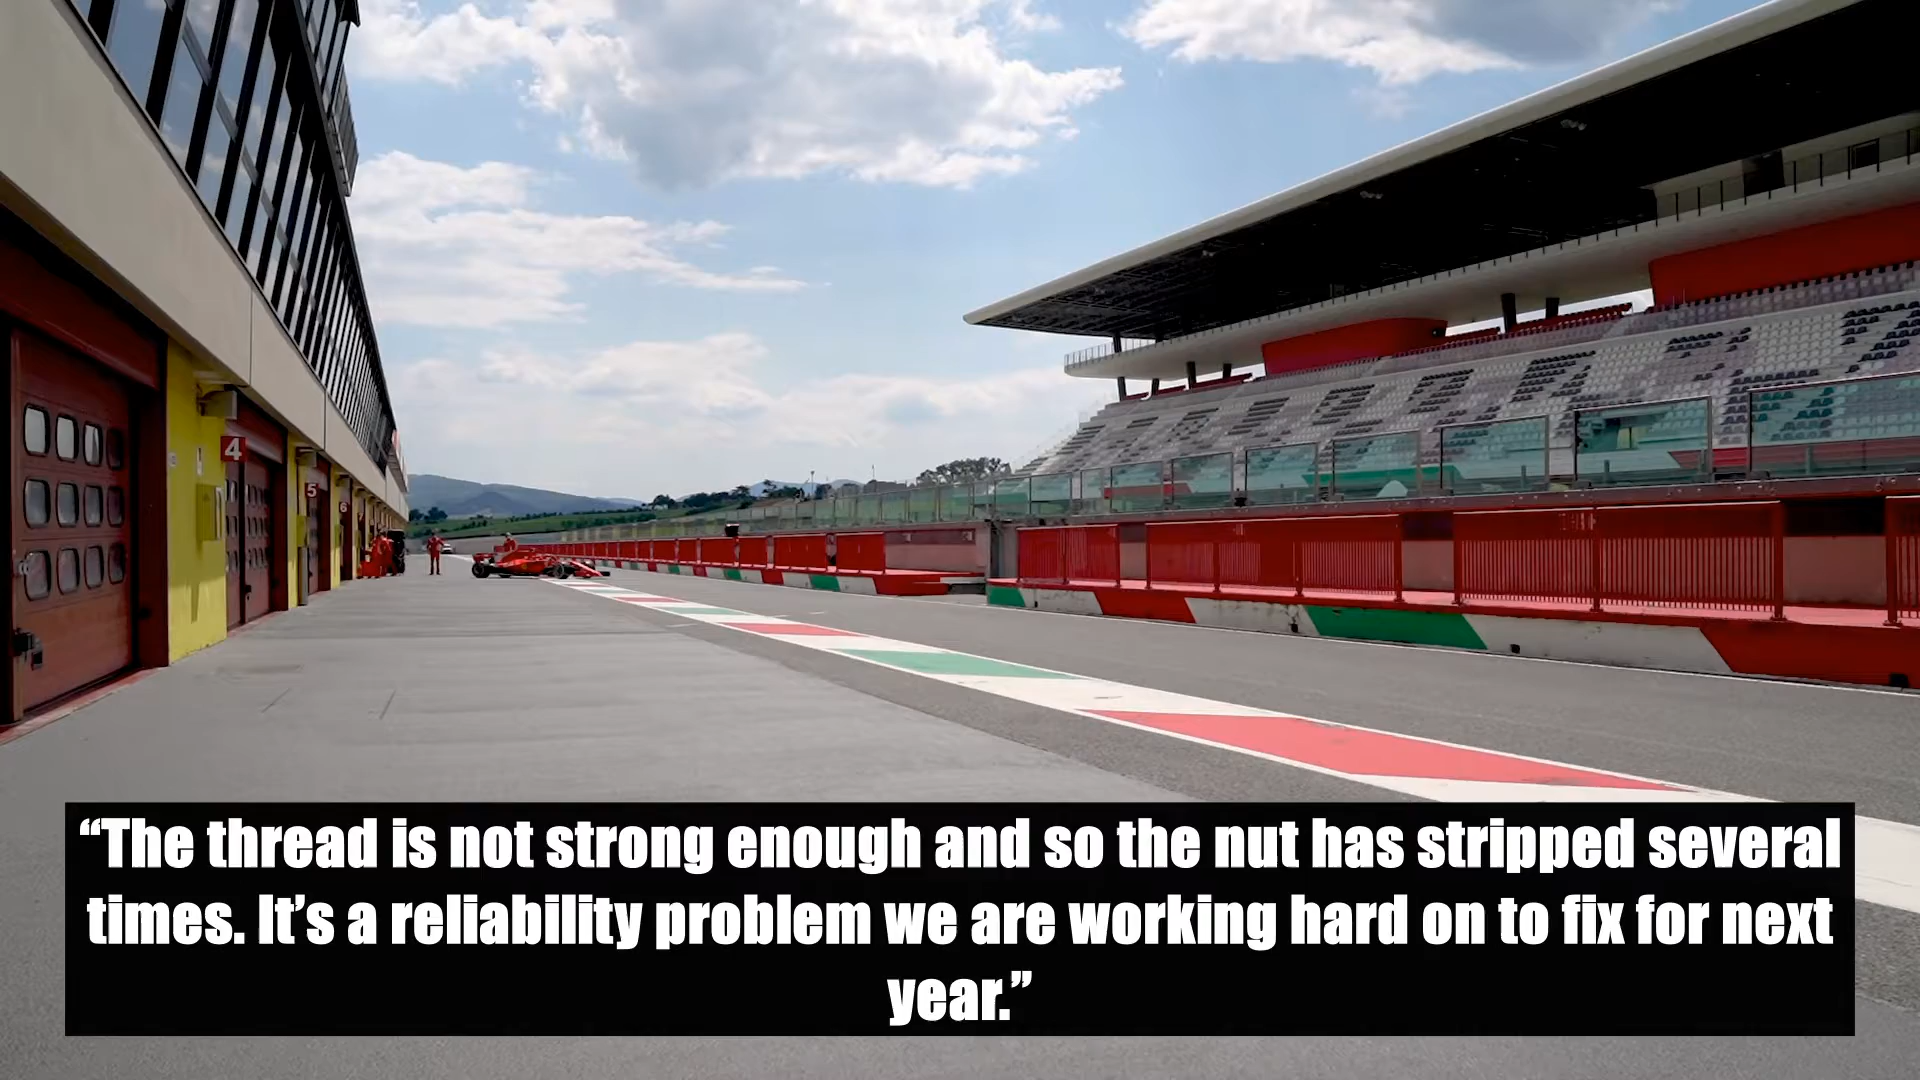 4
5
6
“The thread is not strong enough and so the nut has stripped several
times. It’s a reliability problem we are working hard on to fix for next
year.”